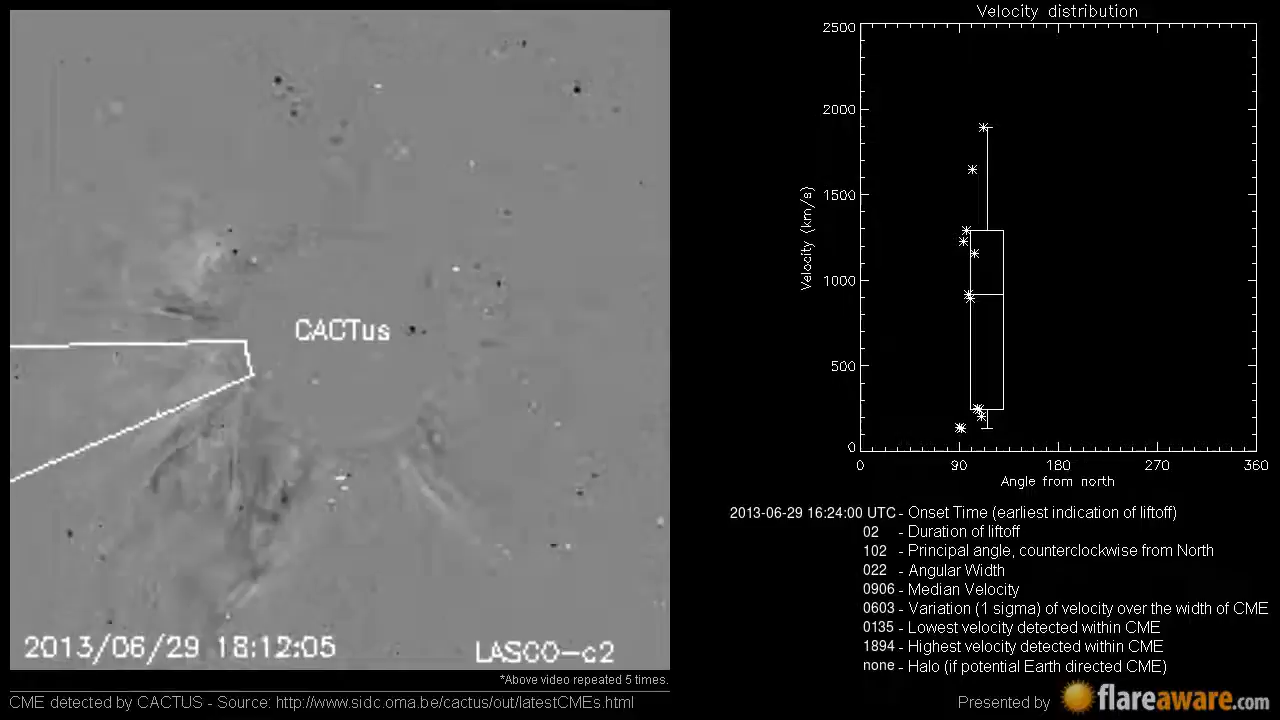 CACTus
2013/06/29 18:12:05
LASCO-c2
*Above video repeated 5 times.
CME detected by CACTUS - Source: http://www.sidc.oma.be/cactus/out/latestCMEs.html
Velocity distribution
2500
2000
1500
1000
500
0
Velocity (km/s)
0 90 180 270 360
Angle from north
2013-06-29 16:24:00 UTC - Onset Time (earliest indication of liftoff)
02 - Duration of liftoff
102 - Principal angle, counterclockwise from North
022 - Angular Width
0906 - Median Velocity
0603 - Variation (1 sigma) of velocity over the width of CME
0135 - Lowest velocity detected within CME
1894 - Highest velocity detected within CME
none - Halo (if potential Earth directed CME)
Presented by flareaware.com